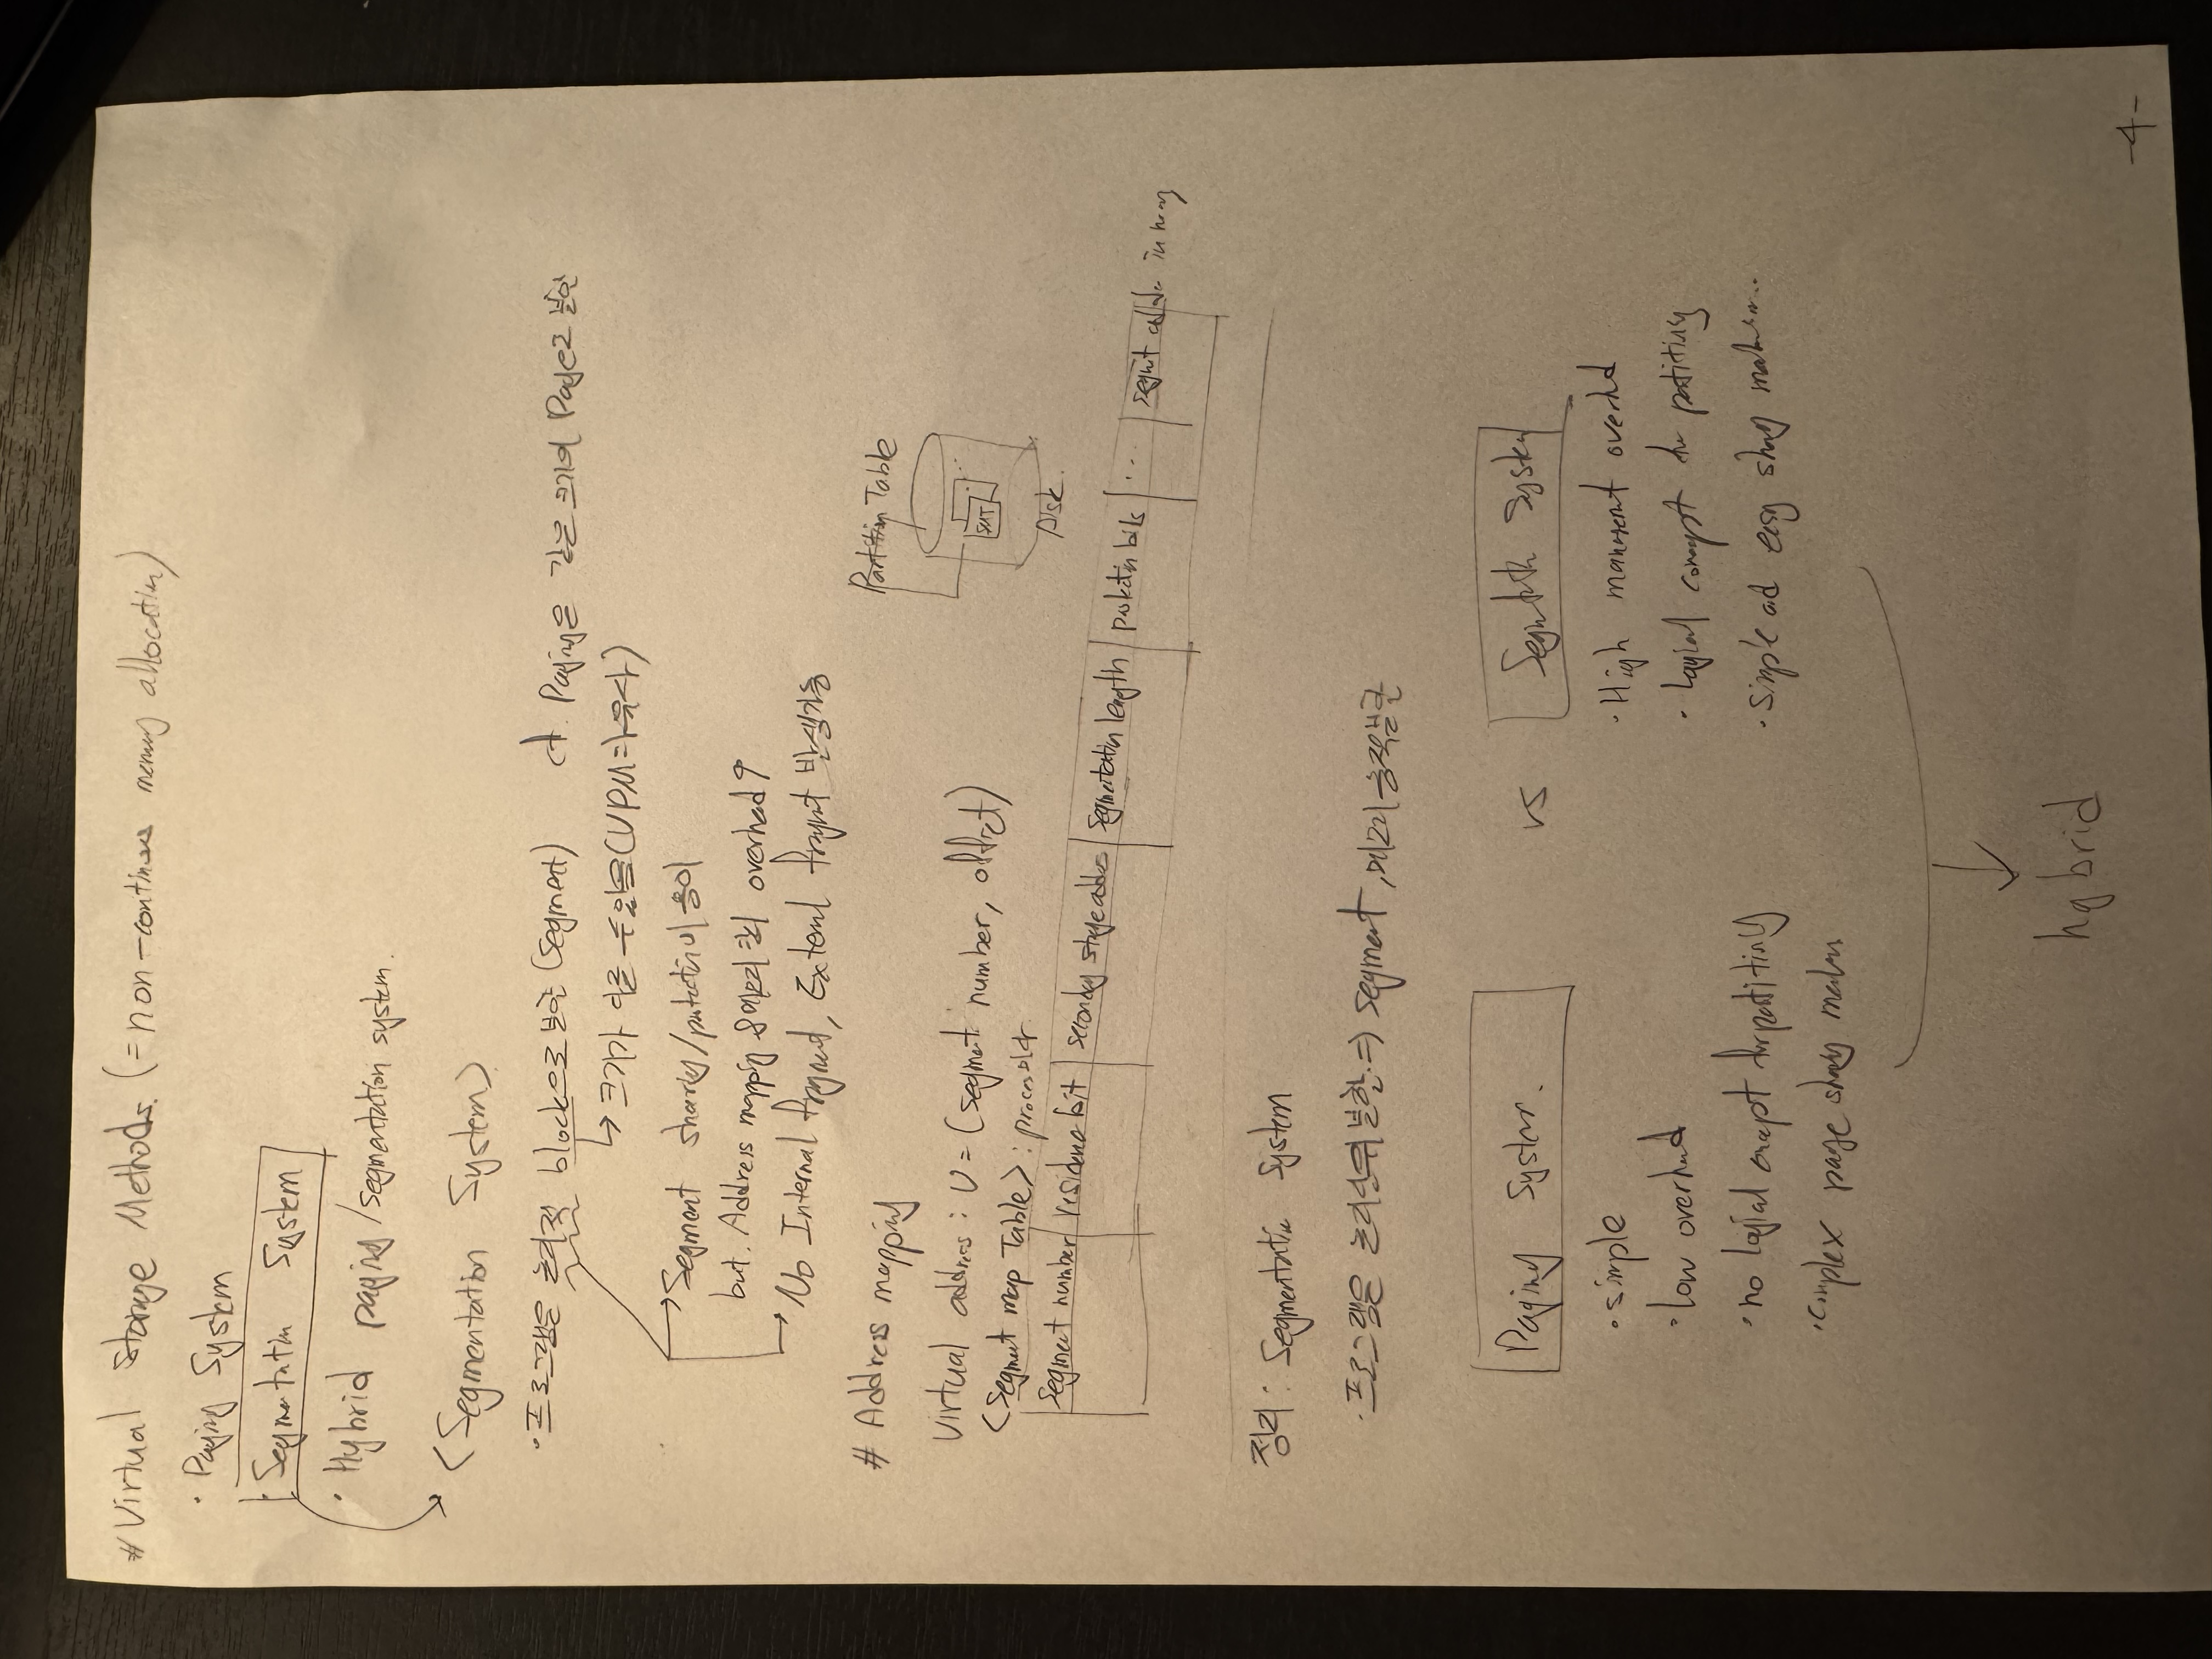 # Virtual Storage Methods. (= non-continuous memory allocation)
· Paging System
· Segmentation System
· Hybrid paging/segmentation system.
<Segmentation System>
· 프로그램은 논리적 block으로 분할 (Segment) cf. Paging은 같은 크기의 Page로 분할
→ 크기가 다를 수 있음 (VPM과 유사)
→ Segment sharing/protection이 용이
but. Address mapping 및 메모리 관리 overhead↑
→ No Internal fragment, External fragment 발생가능
# Address mapping
Virtual address : V = (segment number, offset)
<Segment map Table> : process마다
Partition Table
SMT
Disk.
Segment number residence bit secondary storage address Segmentation length protection bits ... segment address in memory
정리 : Segmentation System
· 프로그램은 논리단위 분할. ⇒ Segment, 메모리 동적분할
Paging System. vs Segmentation System
· simple
· low overhead
· no logical concept for partitioning
· complex page sharing
· High management overhead
· logical concept for partitioning
· simple and easy sharing
hybrid
-4-